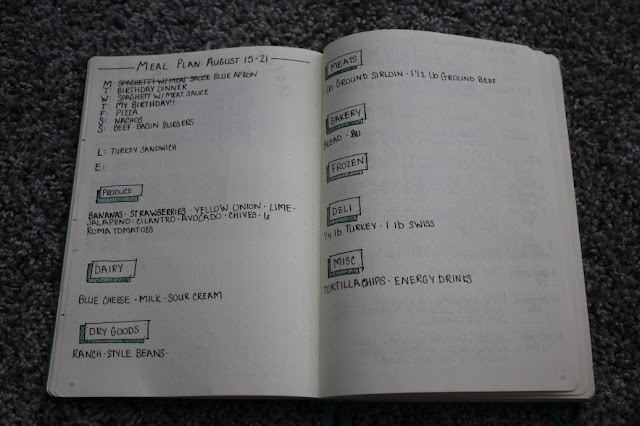 MEAL PLAN: AUGUST 15-21
M: SPAGHETTI W/ MEAT SAUCE BLUE APRON
T: BIRTHDAY DINNER
W: SPAGHETTI W/MEAT SAUCE
T: MY BIRTHDAY!!
F: PIZZA
S: NACHOS
S: BEEF-BACON BURGERS
L: TURKEY SANDWICH
E:
PRODUCE
BANANAS · STRAWBERRIES · YELLOW ONION · LIME ·
JALAPENO · CILANTRO · AVOCADO · CHIVES · 6
ROMA TOMATOES
DAIRY
BLUE CHEESE · MILK · SOUR CREAM
DRY GOODS
RANCH-STYLE BEANS ·
MEATS
GROUND SIRLOIN · 1 1/2 lb GROUND BEEF
BAKERY
BREAD ·
FROZEN
DELI
lb TURKEY · 1 lb SWISS
MISC
TORTILLA CHIPS · ENERGY DRINKS